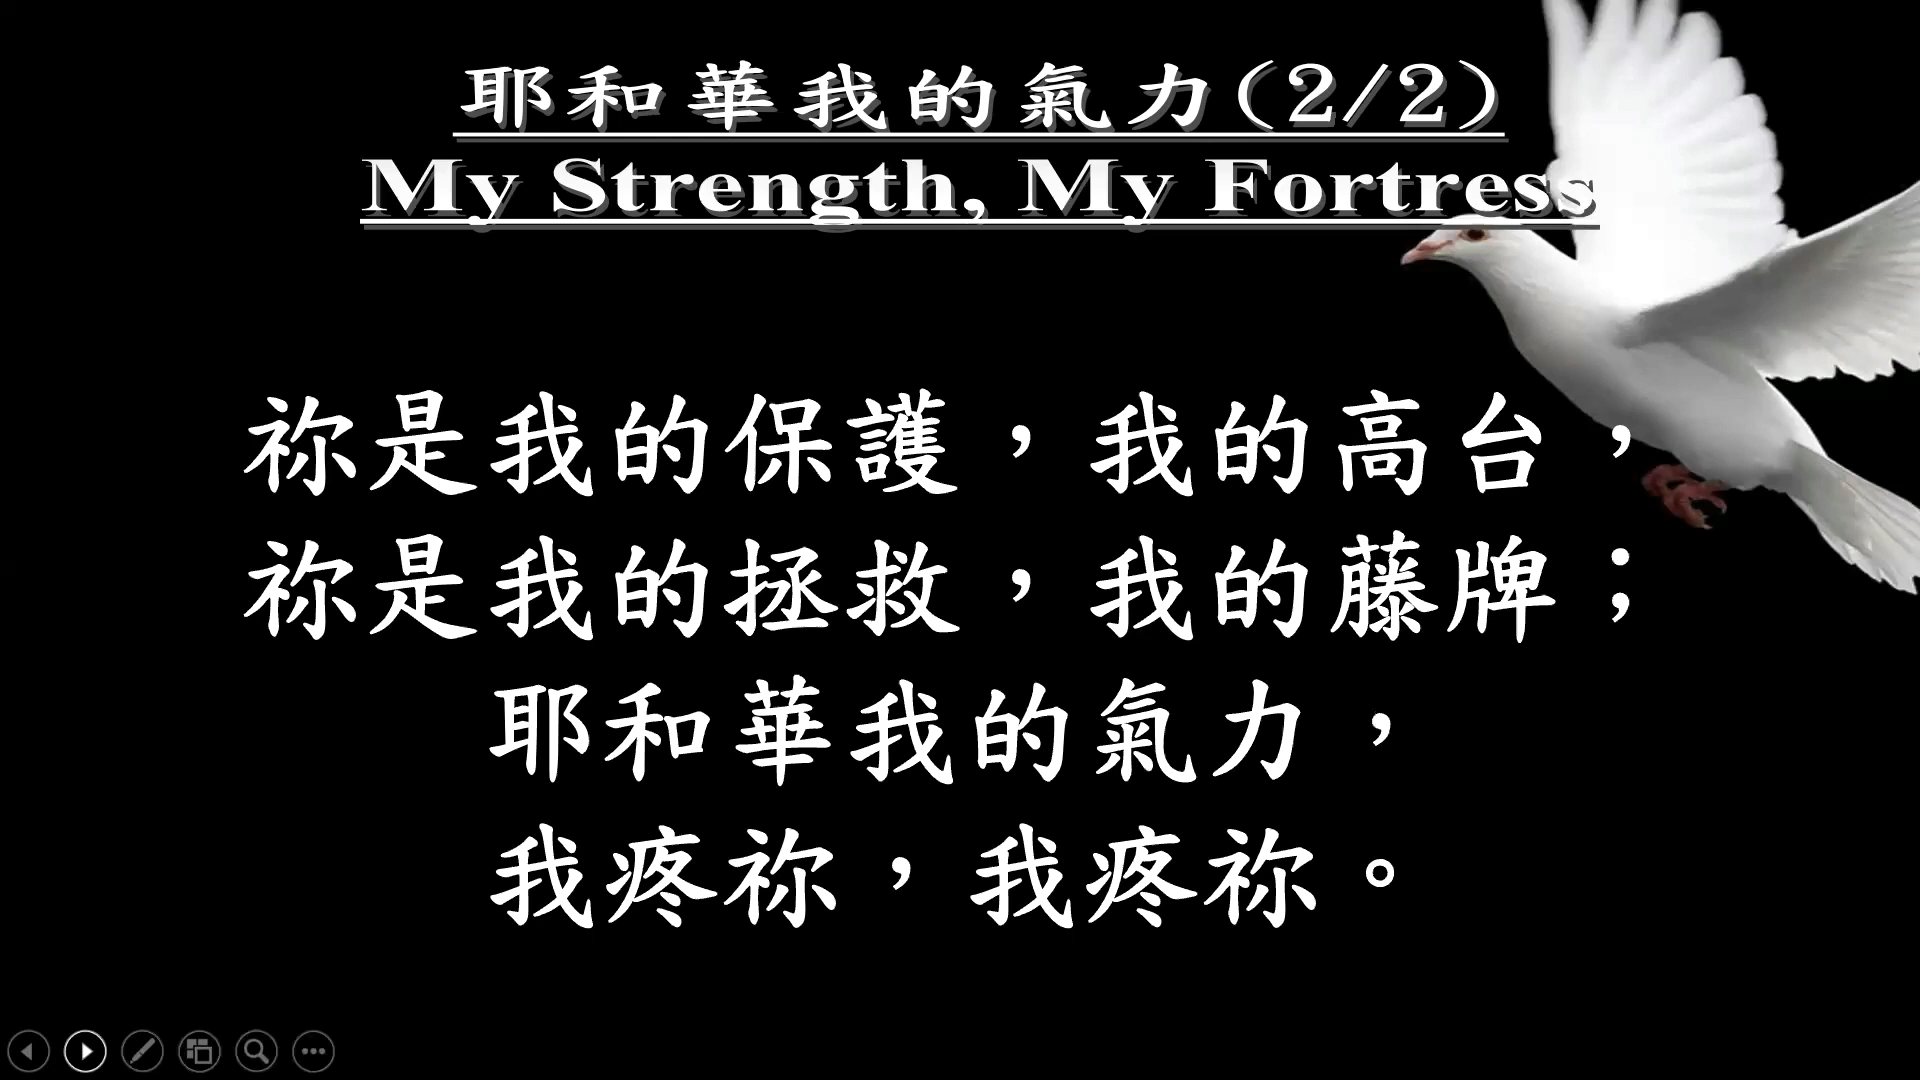 耶和華我的氣力(2/2)
My Strength, My Fortress
祢是我的保護，我的高台，
祢是我的拯救，我的藤牌；
耶和華我的氣力，
我疼祢，我疼祢。